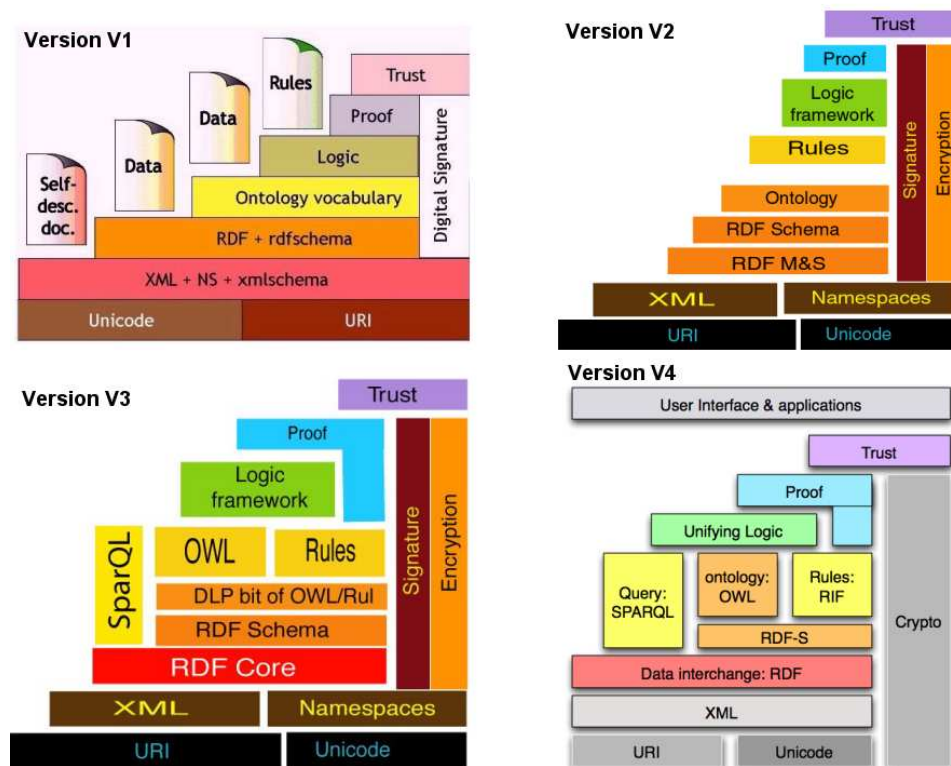 Version V1
Trust
Rules
Proof
Data
Logic
Data
Ontology vocabulary
Self-
desc.
doc.
RDF + rdfschema
Digital Signature
XML + NS + xmlschema
Unicode
URI
Version V2
Trust
Proof
Logic
framework
Rules
Ontology
RDF Schema
RDF M&S
Signature
Encryption
XML
Namespaces
URI
Unicode
Version V3
Trust
Proof
Logic
framework
SparQL
OWL
Rules
DLP bit of OWL/Rul
RDF Schema
RDF Core
Signature
Encryption
XML
Namespaces
URI
Unicode
Version V4
User Interface & applications
Trust
Proof
Unifying Logic
Query:
SPARQL
ontology:
OWL
Rules:
RIF
RDF-S
Crypto
Data interchange: RDF
XML
URI
Unicode